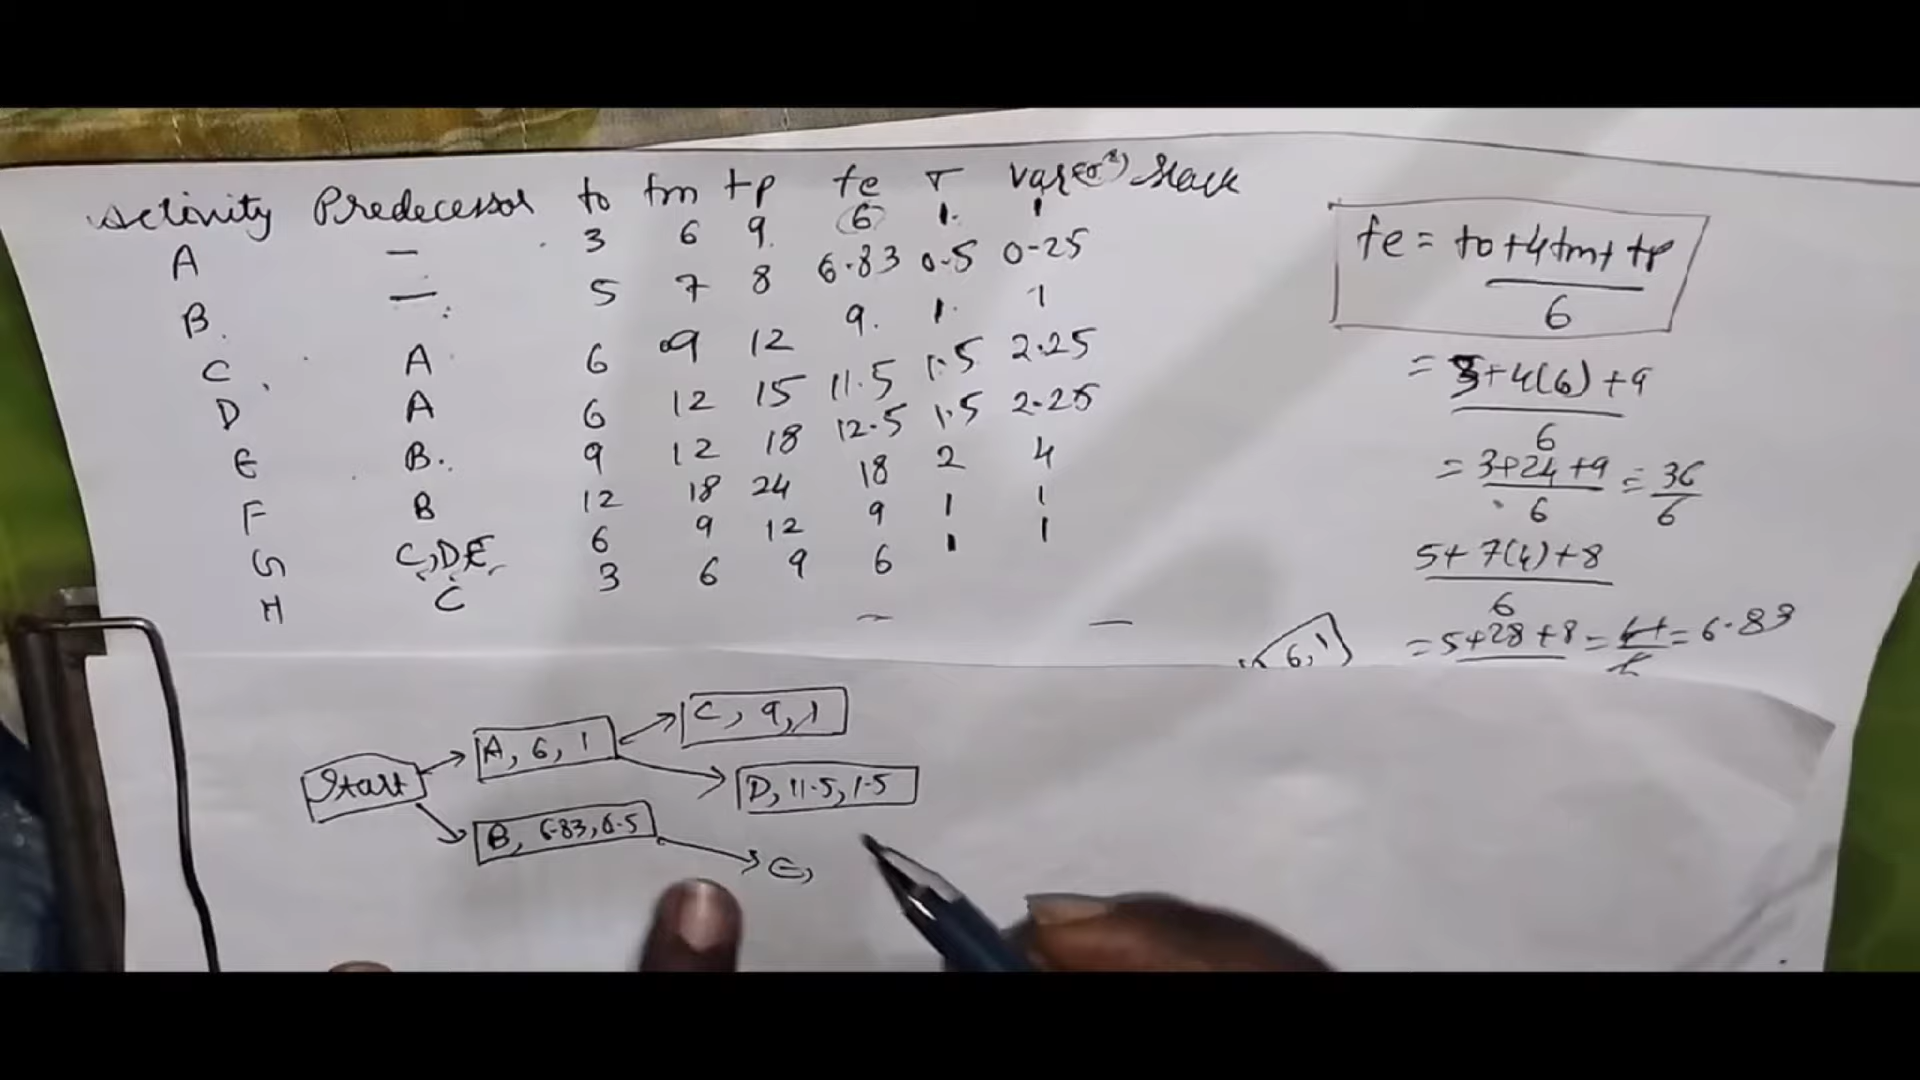 Activity Predecessor to tm tp te σ var(σ²) Slack
A — 3 6 9 6 1 1
B — 5 7 8 6.83 0.5 0.25
C A 6 9 12 9 1 1
D A 6 12 15 11.5 1.5 2.25
E B 9 12 18 12.5 1.5 2.25
F B 12 18 24 18 2 4
G C,D,E 6 9 12 9 1 1
H C 3 6 9 6 1 1
te = to+4tm+tp
6
= 3+4(6)+9
6
= 3+24+9 = 36
6 6
5+7(4)+8
6
= 5+28+8 = 41 = 6.83
6
6,1
Start
A, 6, 1
C, 9, 1
D, 11.5, 1.5
B, 6.83, 0.5
E,